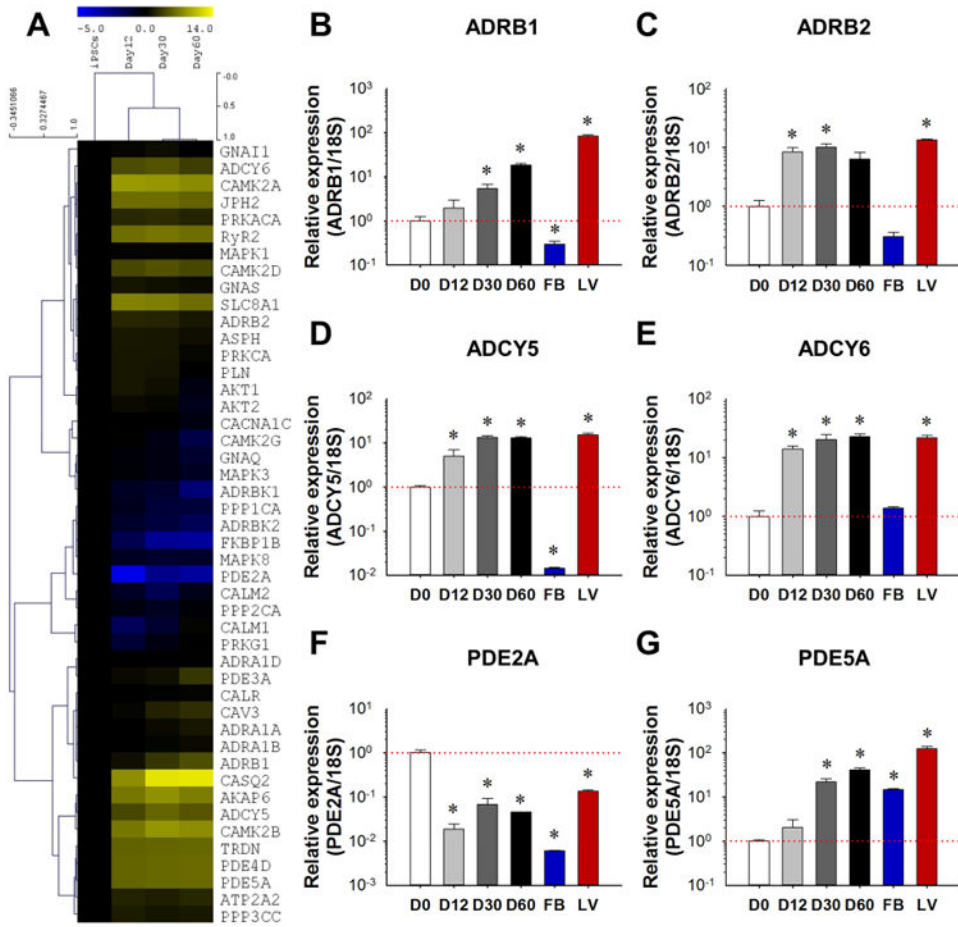 A
-5.0 0.0 14.0
iPSCs
Day12
Day30
Day60
-0.3451066
0.3274467
1.0
-0.0
0.5
1.0
GNAI1
ADCY6
CAMK2A
JPH2
PRKACA
RyR2
MAPK1
CAMK2D
GNAS
SLC8A1
ADRB2
ASPH
PRKCA
PLN
AKT1
AKT2
CACNA1C
CAMK2G
GNAQ
MAPK3
ADRBK1
PPP1CA
ADRBK2
FKBP1B
MAPK8
PDE2A
CALM2
PPP2CA
CALM1
PRKG1
ADRA1D
PDE3A
CALR
CAV3
ADRA1A
ADRA1B
ADRB1
CASQ2
AKAP6
ADCY5
CAMK2B
TRDN
PDE4D
PDE5A
ATP2A2
PPP3CC
B
ADRB1
Relative expression
(ADRB1/18S)
10³
10²
10¹
10⁰
10⁻¹
* * * *
D0 D12 D30 D60 FB LV
C
ADRB2
Relative expression
(ADRB2/18S)
10²
10¹
10⁰
10⁻¹
* * *
D0 D12 D30 D60 FB LV
D
ADCY5
Relative expression
(ADCY5/18S)
10²
10¹
10⁰
10⁻¹
10⁻²
* * * * *
D0 D12 D30 D60 FB LV
E
ADCY6
Relative expression
(ADCY6/18S)
10²
10¹
10⁰
10⁻¹
* * * *
D0 D12 D30 D60 FB LV
F
PDE2A
Relative expression
(PDE2A/18S)
10¹
10⁰
10⁻¹
10⁻²
10⁻³
* * * * *
D0 D12 D30 D60 FB LV
G
PDE5A
Relative expression
(PDE5A/18S)
10³
10²
10¹
10⁰
10⁻¹
* * * *
D0 D12 D30 D60 FB LV